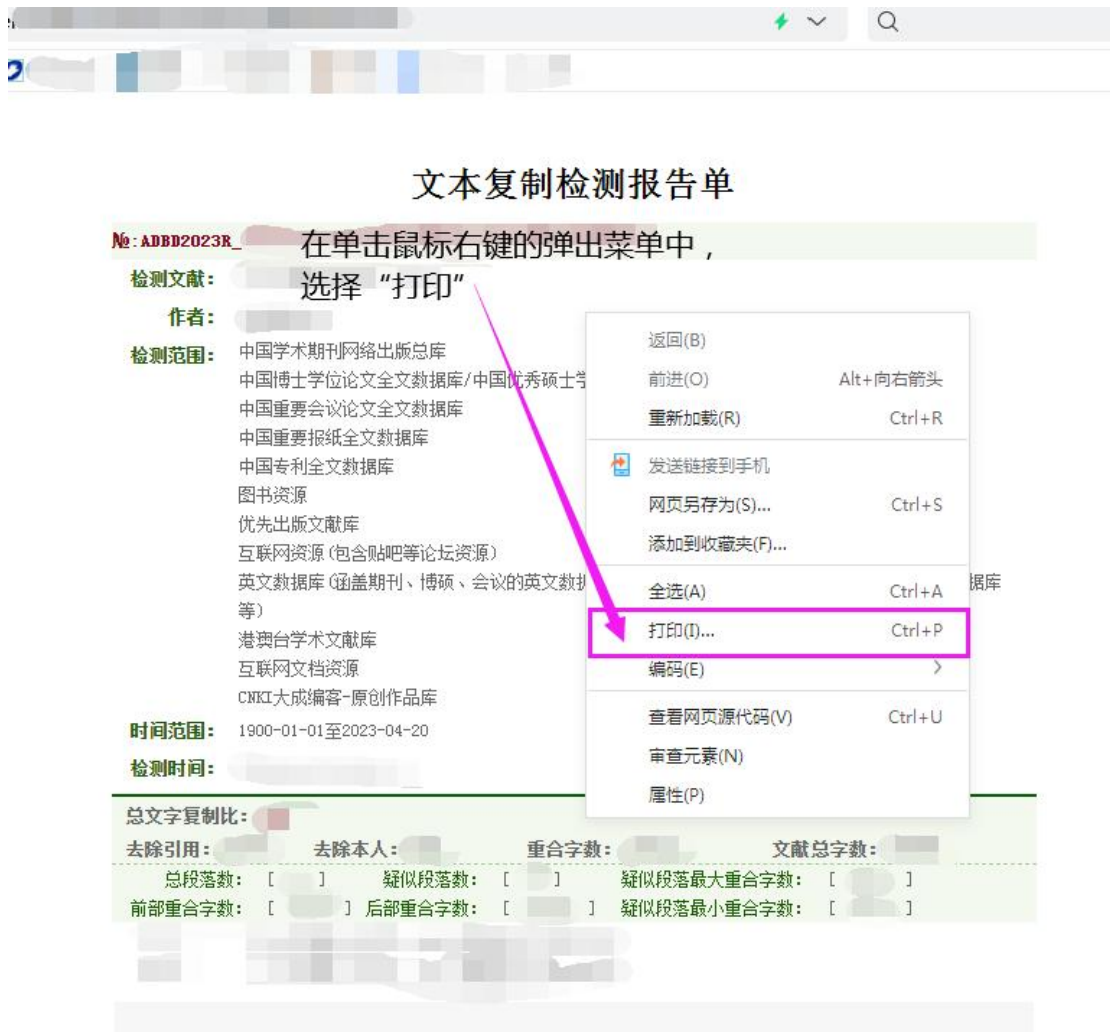 文本复制检测报告单
№:ADBD2023R_
在单击鼠标右键的弹出菜单中，
选择“打印”
检测文献：
作者：
检测范围：
中国学术期刊网络出版总库
中国博士学位论文全文数据库/中国优秀硕士学
中国重要会议论文全文数据库
中国重要报纸全文数据库
中国专利全文数据库
图书资源
优先出版文献库
互联网资源(包含贴吧等论坛资源)
英文数据库(涵盖期刊、博硕、会议的英文数据 据库
等)
港澳台学术文献库
互联网文档资源
CNKI大成编客-原创作品库
时间范围： 1900-01-01至2023-04-20
检测时间：
返回(B)
前进(O) Alt+向右箭头
重新加载(R) Ctrl+R
发送链接到手机
网页另存为(S)... Ctrl+S
添加到收藏夹(F)...
全选(A) Ctrl+A
打印(I)... Ctrl+P
编码(E)
查看网页源代码(V) Ctrl+U
审查元素(N)
属性(P)
总文字复制比：
去除引用： 去除本人： 重合字数： 文献总字数：
总段落数： [ ] 疑似段落数： [ ] 疑似段落最大重合字数： [ ]
前部重合字数： [ ] 后部重合字数： [ ] 疑似段落最小重合字数： [ ]